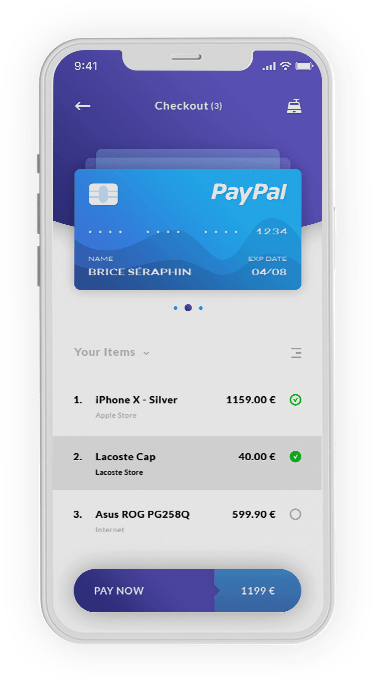 9:41
Checkout (3)
PayPal
.... .... .... 1234
NAME EXP DATE
BRICE SÉRAPHIN 04/08
Your Items
1. iPhone X - Silver 1159.00 €
Apple Store
2. Lacoste Cap 40.00 €
Lacoste Store
3. Asus ROG PG258Q 599.90 €
Internet
PAY NOW 1199 €